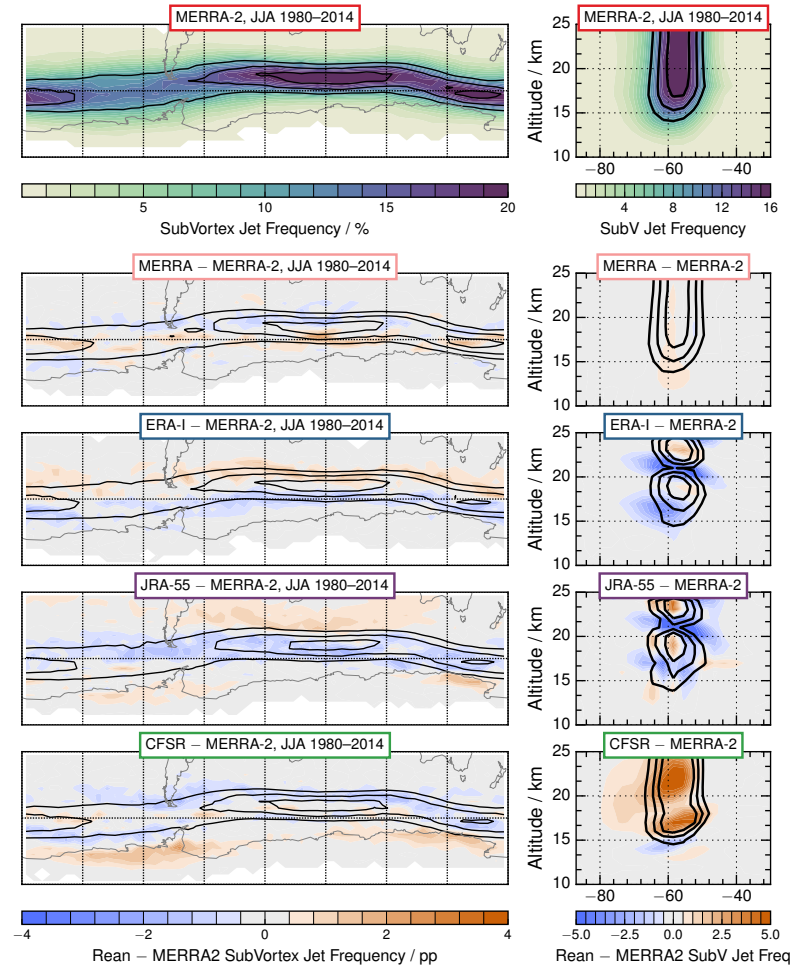 MERRA-2, JJA 1980–2014
MERRA-2, JJA 1980–2014
25
20
15
10
Altitude / km
−80
−60
−40
5
10
15
20
SubVortex Jet Frequency / %
4
8
12
16
SubV Jet Frequency
MERRA − MERRA-2, JJA 1980–2014
MERRA − MERRA-2
25
20
15
10
Altitude / km
ERA-I − MERRA-2, JJA 1980–2014
ERA-I − MERRA-2
25
20
15
10
Altitude / km
JRA-55 − MERRA-2, JJA 1980–2014
JRA-55 − MERRA-2
25
20
15
10
Altitude / km
CFSR − MERRA-2, JJA 1980–2014
CFSR − MERRA-2
25
20
15
10
Altitude / km
−80
−60
−40
−4
−2
0
2
4
Rean − MERRA2 SubVortex Jet Frequency / pp
−5.0
−2.5
0.0
2.5
5.0
Rean − MERRA2 SubV Jet Freq